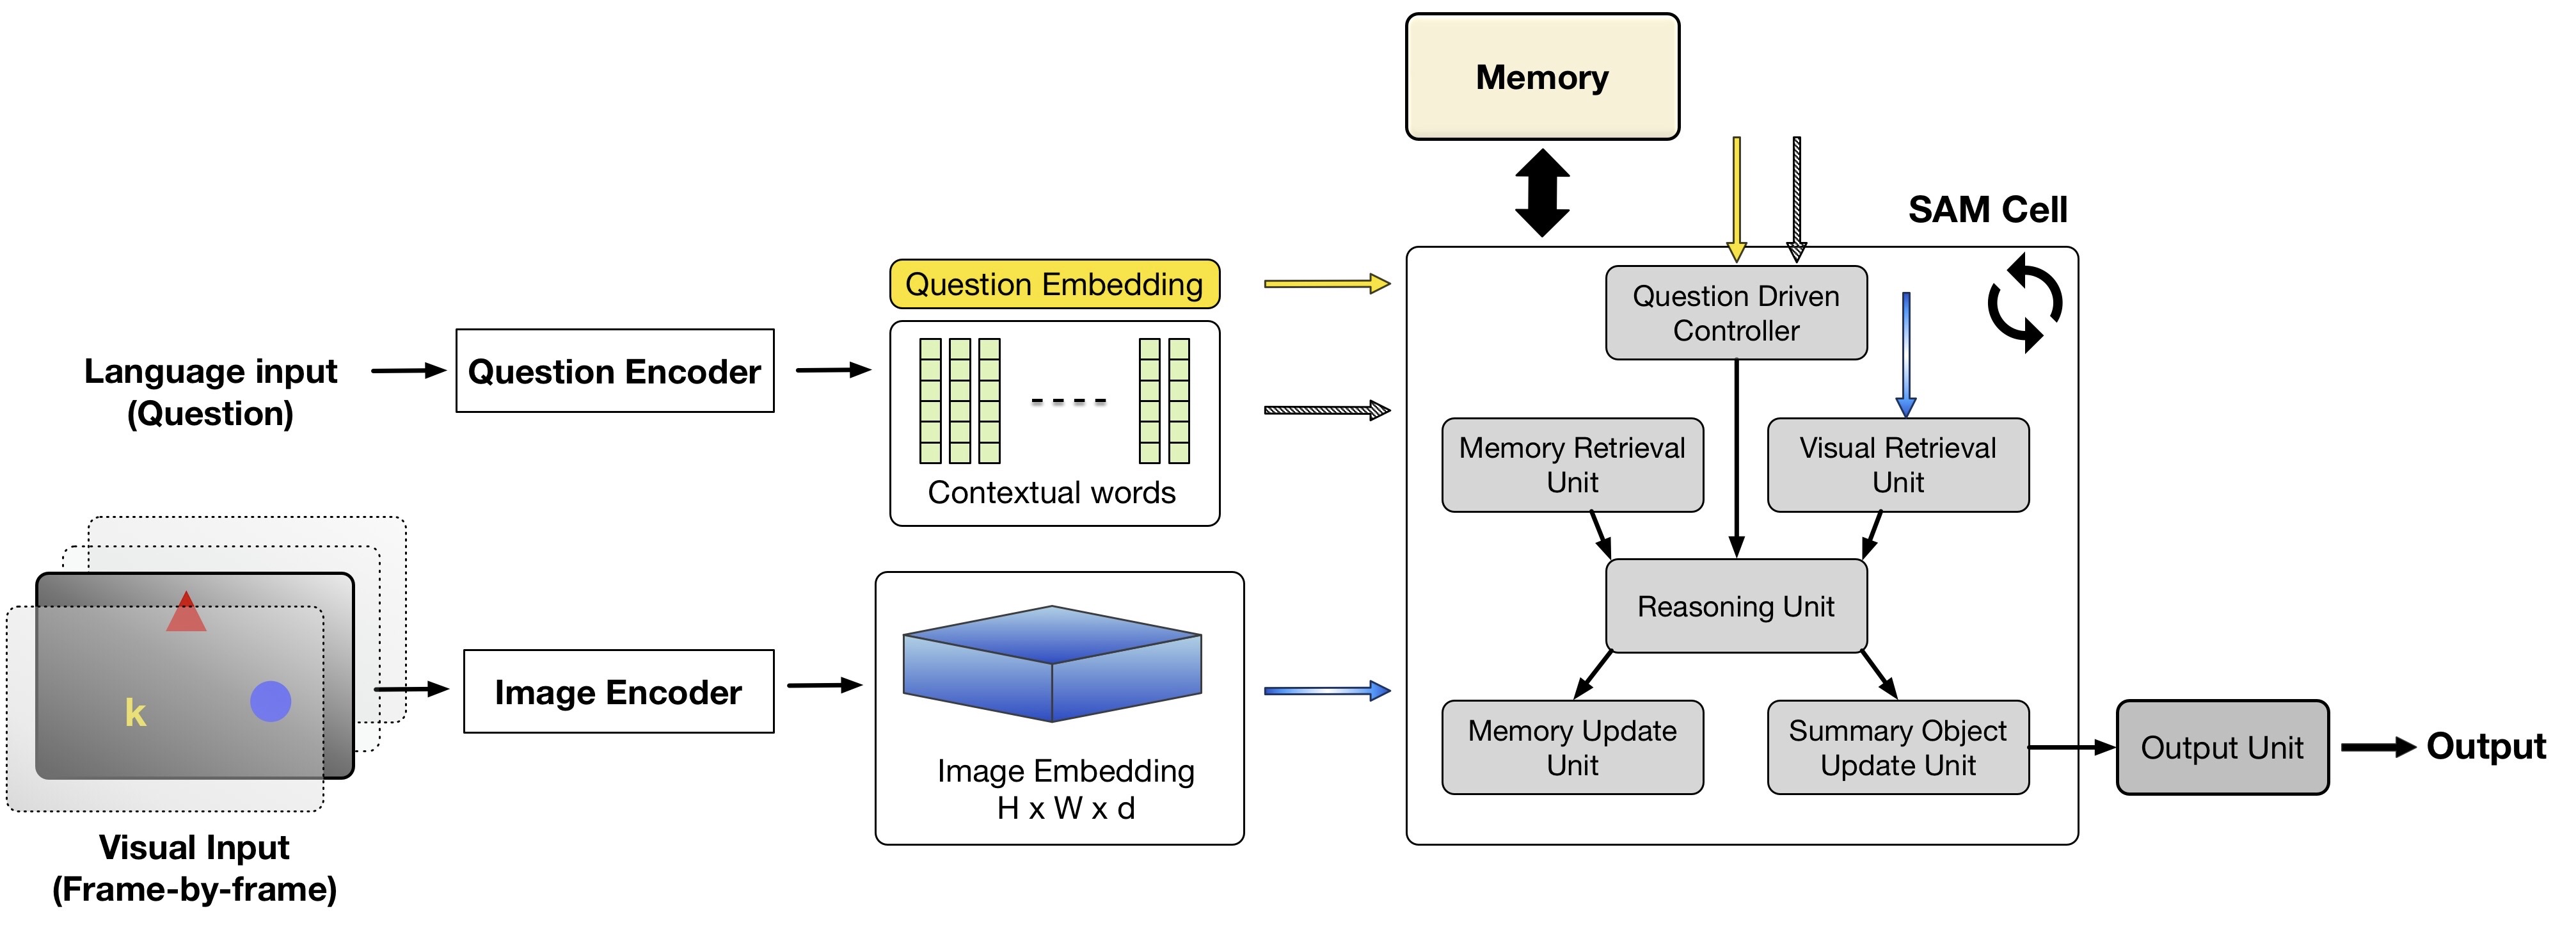 Memory
SAM Cell
Question Embedding
Question Driven
Controller
Language input
(Question)
Question Encoder
Contextual words
Memory Retrieval
Unit
Visual Retrieval
Unit
Reasoning Unit
k
Image Encoder
Image Embedding
H x W x d
Memory Update
Unit
Summary Object
Update Unit
Output Unit
Output
Visual Input
(Frame-by-frame)